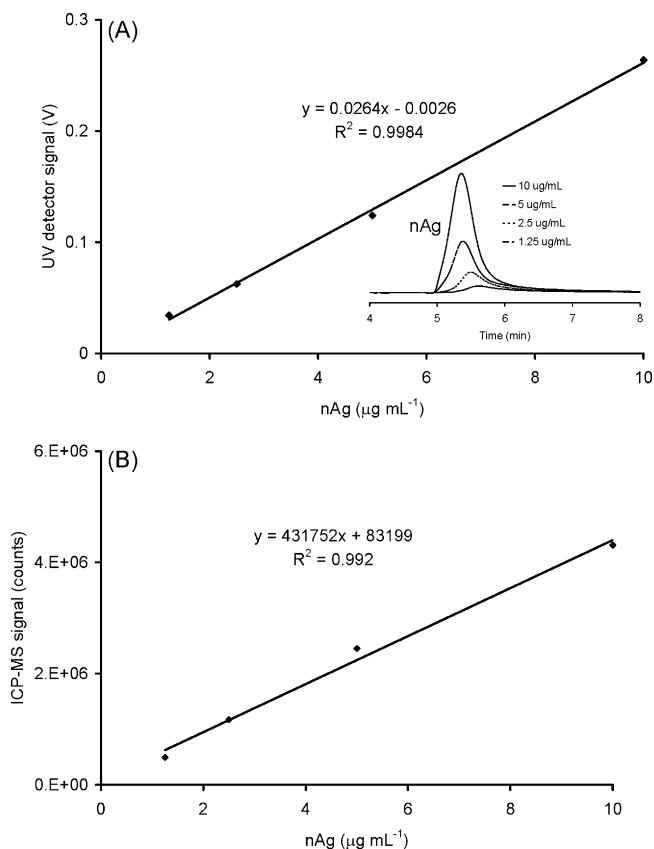 (A)
0.3
0.2
0.1
0
UV detector signal (V)
y = 0.0264x - 0.0026
R² = 0.9984
nAg
10 ug/mL
5 ug/mL
2.5 ug/mL
1.25 ug/mL
4 5 6 7 8
Time (min)
0 2 4 6 8 10
nAg (μg mL⁻¹)
(B)
6.E+06
4.E+06
2.E+06
0.E+00
ICP-MS signal (counts)
y = 431752x + 83199
R² = 0.992
0 2 4 6 8 10
nAg (μg mL⁻¹)